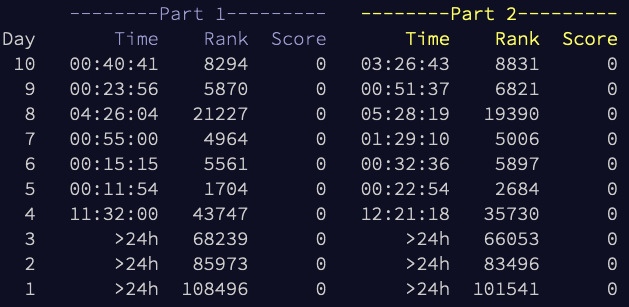 --------Part 1--------- --------Part 2---------
Day Time Rank Score Time Rank Score
10 00:40:41 8294 0 03:26:43 8831 0
9 00:23:56 5870 0 00:51:37 6821 0
8 04:26:04 21227 0 05:28:19 19390 0
7 00:55:00 4964 0 01:29:10 5006 0
6 00:15:15 5561 0 00:32:36 5897 0
5 00:11:54 1704 0 00:22:54 2684 0
4 11:32:00 43747 0 12:21:18 35730 0
3 >24h 68239 0 >24h 66053 0
2 >24h 85973 0 >24h 83496 0
1 >24h 108496 0 >24h 101541 0